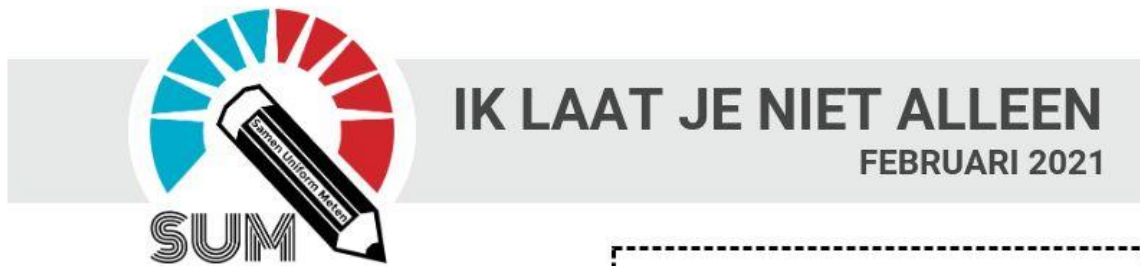 IK LAAT JE NIET ALLEEN
FEBRUARI 2021
Samen Uniform Meten
SUM